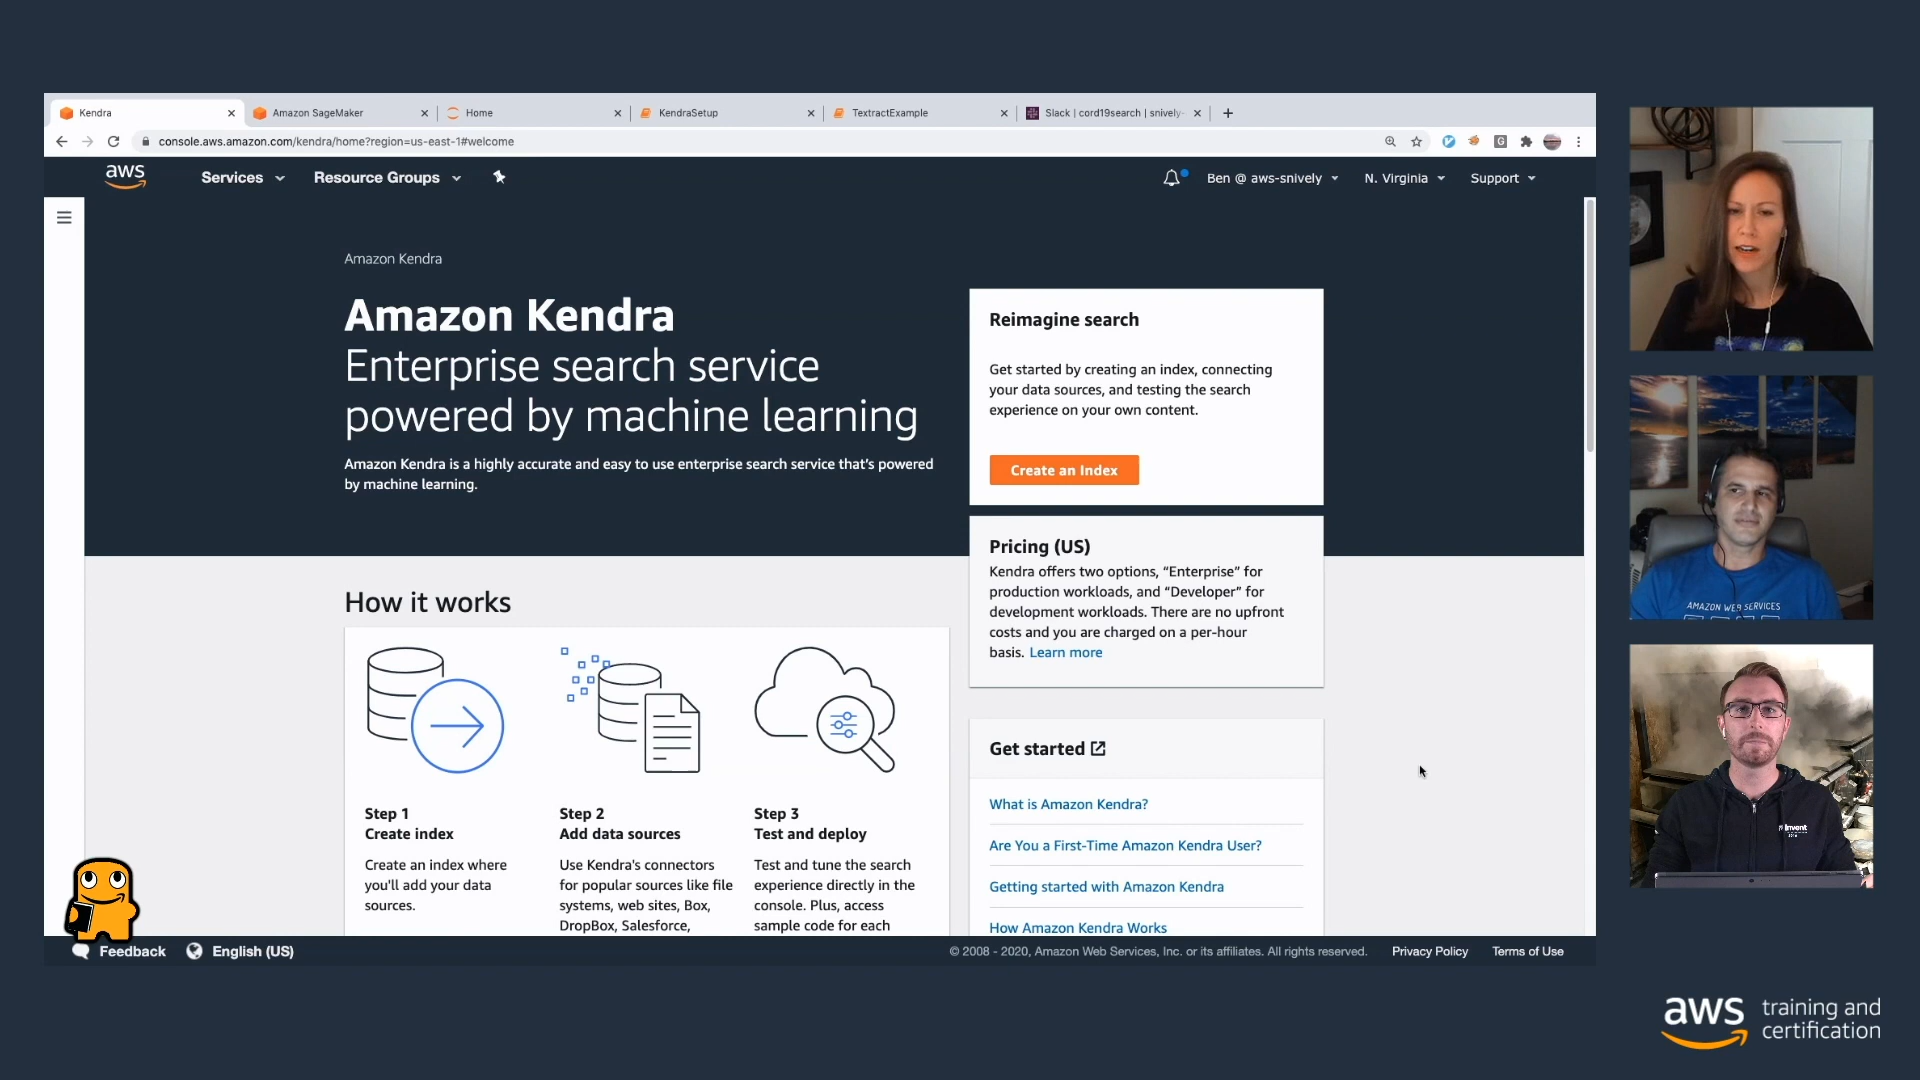 Kendra
Amazon SageMaker
Home
KendraSetup
TextractExample
Slack | cord19search | snively-
console.aws.amazon.com/kendra/home?region=us-east-1#welcome
aws
Services
Resource Groups
Ben @ aws-snively
N. Virginia
Support
Amazon Kendra
Amazon Kendra
Enterprise search service
powered by machine learning
Amazon Kendra is a highly accurate and easy to use enterprise search service that's powered
by machine learning.
Reimagine search
Get started by creating an index, connecting
your data sources, and testing the search
experience on your own content.
Create an Index
Pricing (US)
Kendra offers two options, “Enterprise” for
production workloads, and “Developer” for
development workloads. There are no upfront
costs and you are charged on a per-hour
basis. Learn more
How it works
Step 1
Create index
Create an index where
you'll add your data
sources.
Step 2
Add data sources
Use Kendra's connectors
for popular sources like file
systems, web sites, Box,
DropBox, Salesforce,
Step 3
Test and deploy
Test and tune the search
experience directly in the
console. Plus, access
sample code for each
Get started
What is Amazon Kendra?
Are You a First-Time Amazon Kendra User?
Getting started with Amazon Kendra
How Amazon Kendra Works
Feedback
English (US)
© 2008 - 2020, Amazon Web Services, Inc. or its affiliates. All rights reserved.
Privacy Policy
Terms of Use
AMAZON WEB SERVICES
re:Invent
aws training and
certification